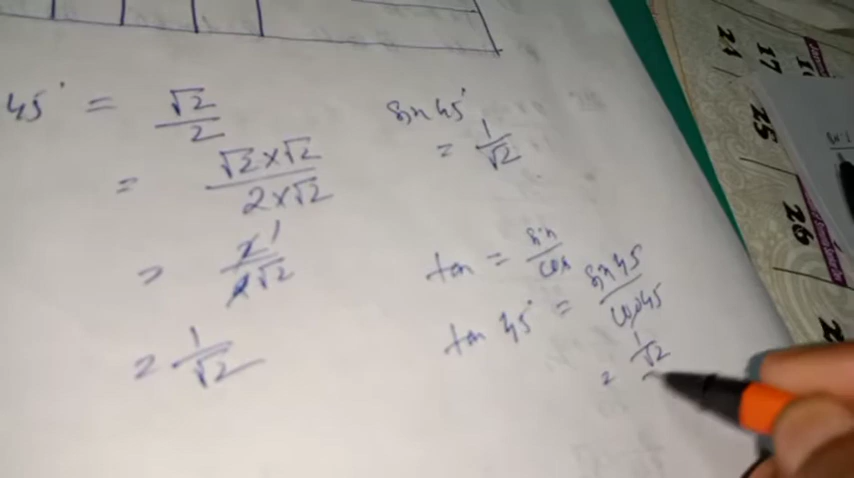 45° = √2/2
= √2×√2/2×√2
= 2 1/2√2
= 1/√2
sin 45°
= 1/√2
tan = sin/cos
tan 45° = sin45/cos45
= 1/√2
24 17
25
26